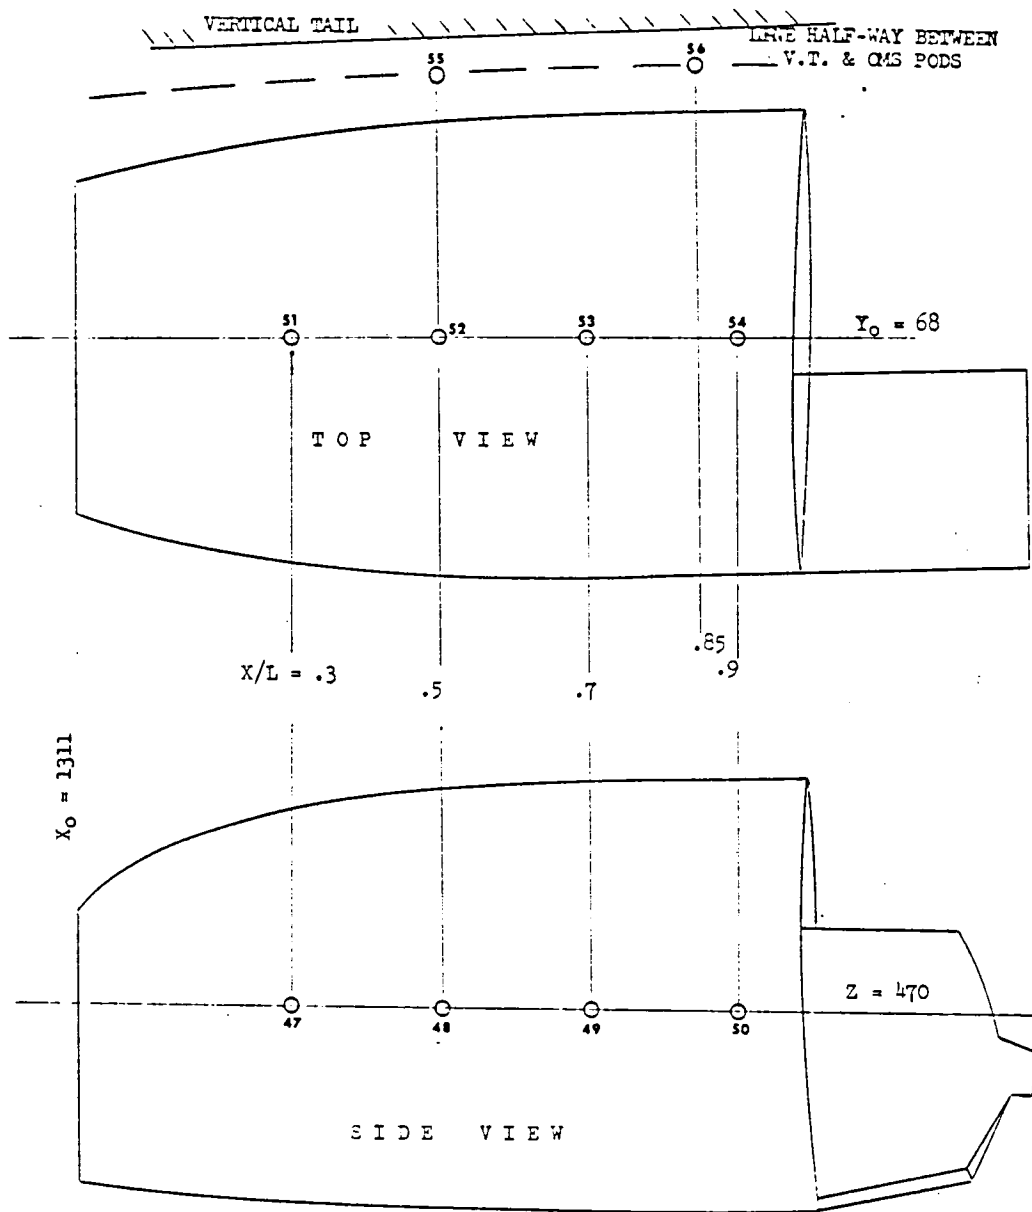 VERTICAL TAIL
LINE HALF-WAY BETWEEN
V.T. & OMS PODS
55
56
51
52
53
54
Y₀ = 68
TOP VIEW
X/L = .3
.5
.7
.85
.9
X₀ = 1311
47
48
49
50
Z = 470
SIDE VIEW